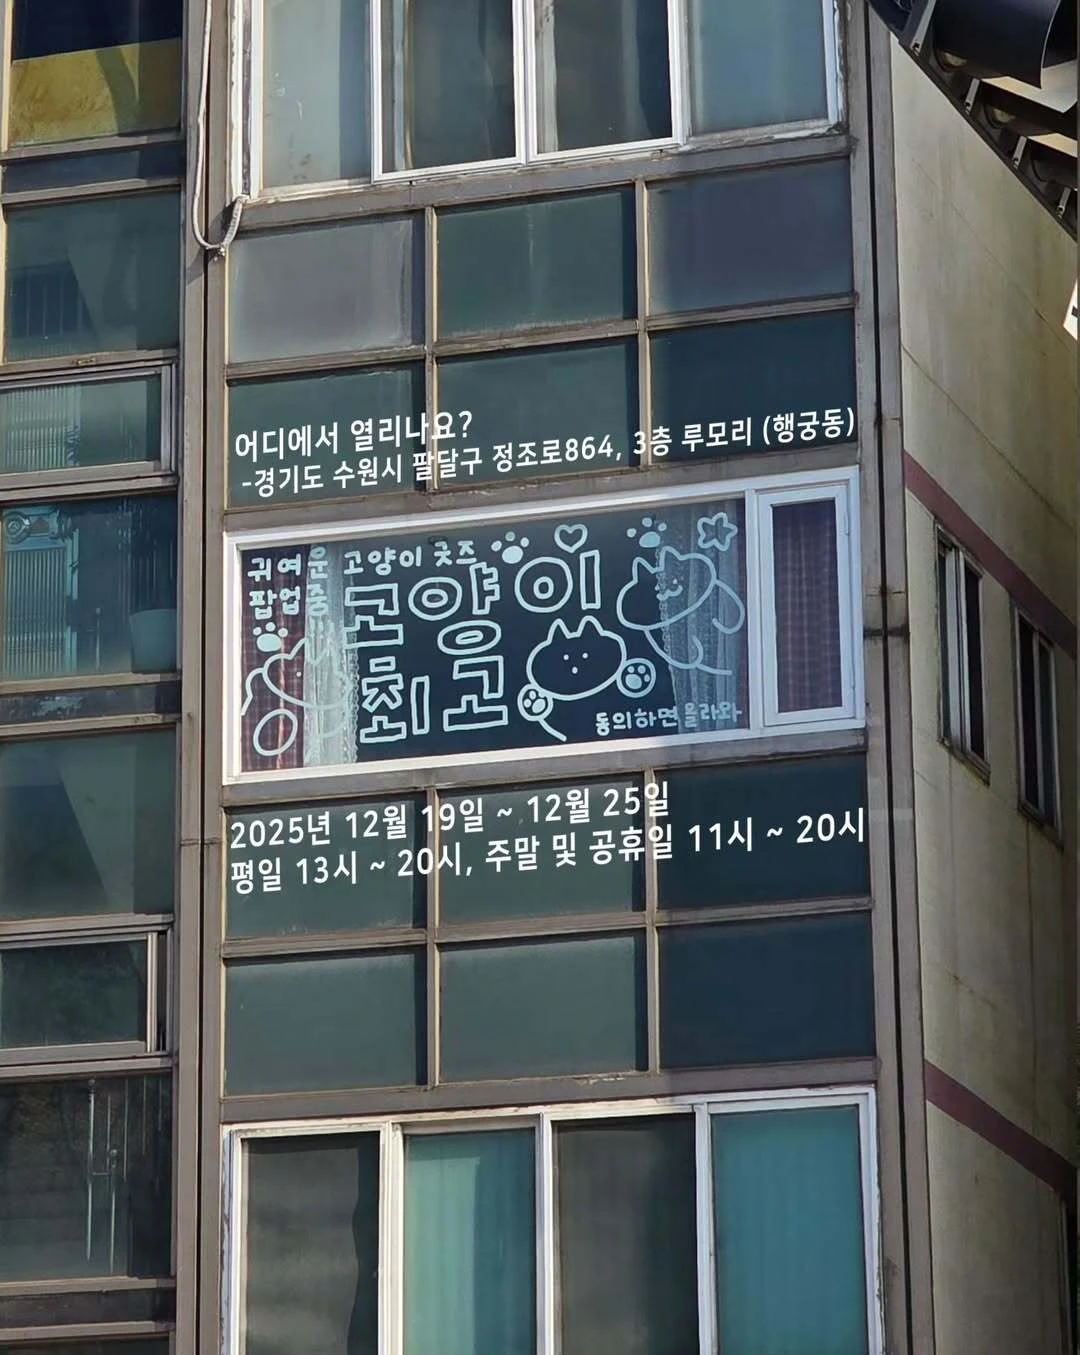 어디에서 열리나요?
-경기도 수원시 팔달구 정조로864, 3층 루모리 (행궁동)
귀여운 고양이 굿즈
팝업중
고양이
최고
동의하면올라와
2025년 12월 19일 ~ 12월 25일
평일 13시 ~ 20시, 주말 및 공휴일 11시 ~ 20시